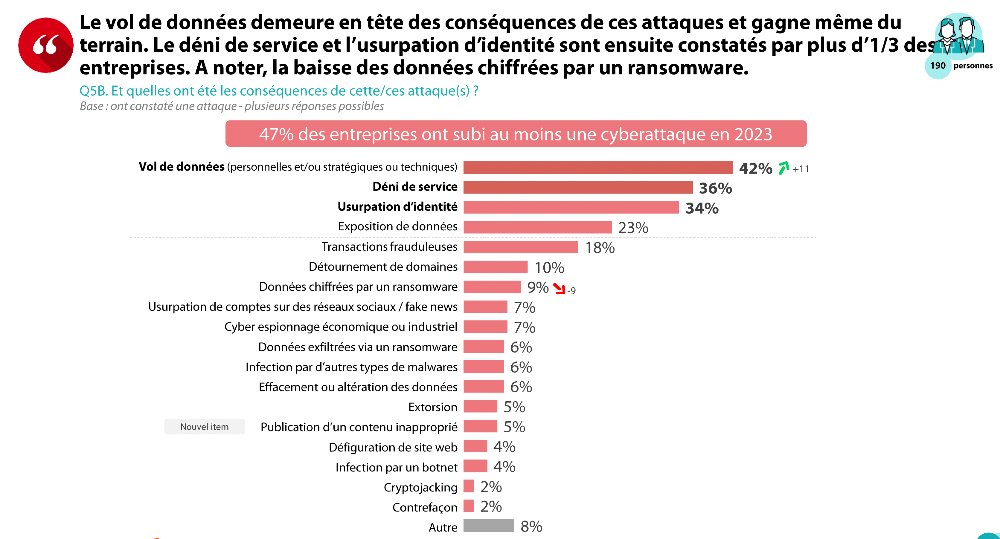 Le vol de données demeure en tête des conséquences de ces attaques et gagne même du
terrain. Le déni de service et l’usurpation d’identité sont ensuite constatés par plus d’1/3 des
entreprises. A noter, la baisse des données chiffrées par un ransomware.
190 personnes
Q5B. Et quelles ont été les conséquences de cette/ces attaque(s) ?
Base : ont constaté une attaque - plusieurs réponses possibles
47% des entreprises ont subi au moins une cyberattaque en 2023
Vol de données (personnelles et/ou stratégiques ou techniques) 42% +11
Déni de service 36%
Usurpation d’identité 34%
Exposition de données 23%
Transactions frauduleuses 18%
Détournement de domaines 10%
Données chiffrées par un ransomware 9% -9
Usurpation de comptes sur des réseaux sociaux / fake news 7%
Cyber espionnage économique ou industriel 7%
Données exfiltrées via un ransomware 6%
Infection par d’autres types de malwares 6%
Effacement ou altération des données 6%
Extorsion 5%
Nouvel item Publication d’un contenu inapproprié 5%
Défiguration de site web 4%
Infection par un botnet 4%
Cryptojacking 2%
Contrefaçon 2%
Autre 8%